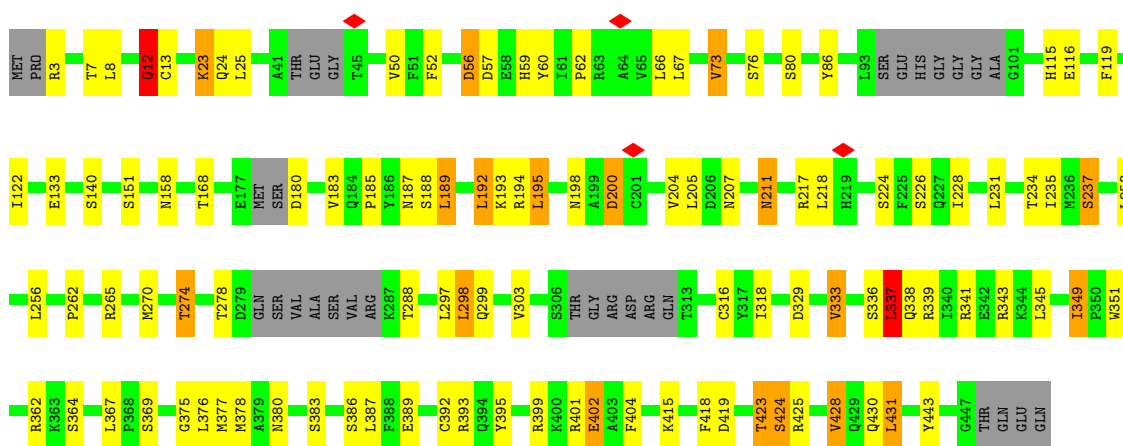 MET PRO R3 T7 L8 Q12 C13 K23 Q24 L25 A41 THR GLU GLY T45 V50 F51 F52 D56 D57 E58 H59 Y60 I61 P62 R63 A64 V65 L66 L67 V73 S76 S80 Y86 L93 SER GLU HIS GLY GLY GLY ALA G101 H115 E116 F119
I122 E133 S140 S151 N158 T168 E177 MET SER D180 V183 Q184 P185 Y186 N187 S188 L189 L192 K193 R194 L195 N198 A199 D200 C201 V204 L205 D206 N207 N211 R217 L218 H219 S224 F225 S226 Q227 I228 L231 T234 I235 M236 S237
L256 P262 R265 M270 T274 T278 D279 GLN SER VAL ALA SER VAL ARG K287 T288 L297 L298 Q299 V303 S306 THR GLY ARG ASP ARG GLN T313 C316 Y317 I318 D329 V333 S336 L337 Q338 R339 I340 R341 E342 R343 K344 L345 I349 P350 W351
R362 K363 S364 L367 P368 S369 G375 L376 M377 M378 A379 N380 S383 S386 L387 F388 E389 C392 R393 Q394 Y395 R399 K400 R401 E402 A403 F404 K415 F418 D419 T423 S424 R425 V428 Q429 Q430 L431 Y443 G447 THR GLN GLU GLN